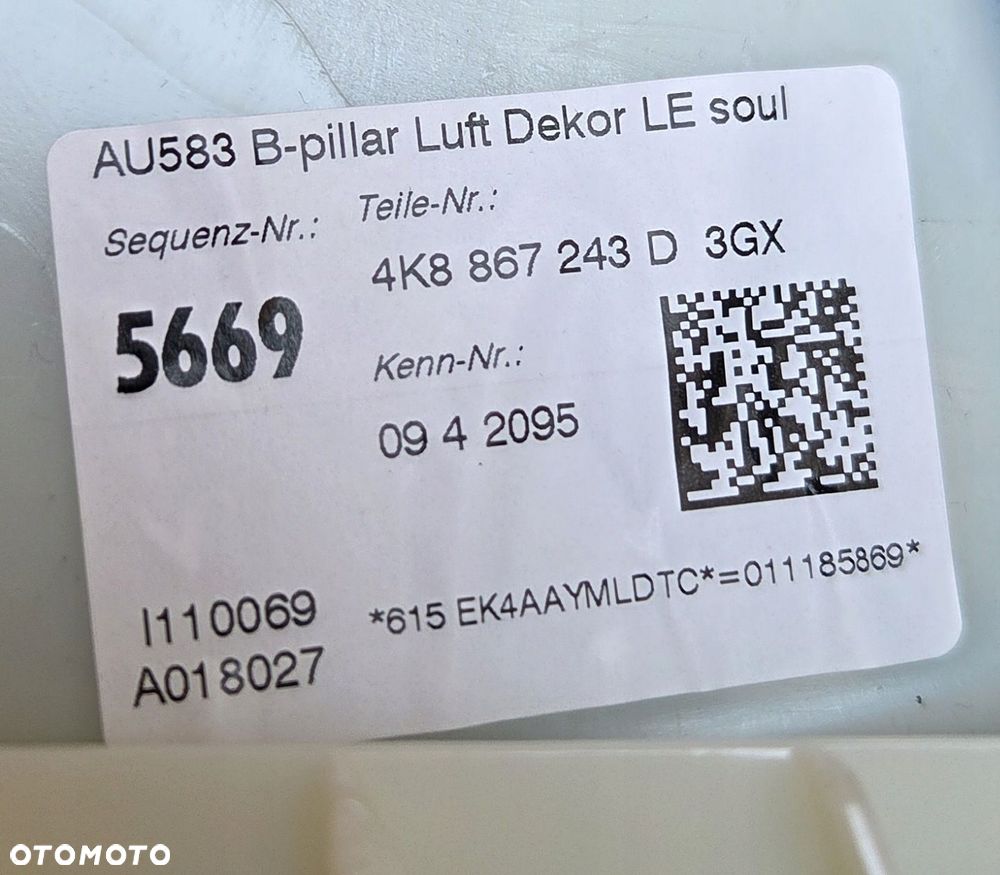 AU583 B-pillar Luft Dekor LE soul
Sequenz-Nr.: Teile-Nr.:
4K8 867 243 D 3GX
5669
Kenn-Nr.:
09 4 2095
I110069 *615 EK4AAYMLDTC*=011185869*
A018027
OTOMOTO